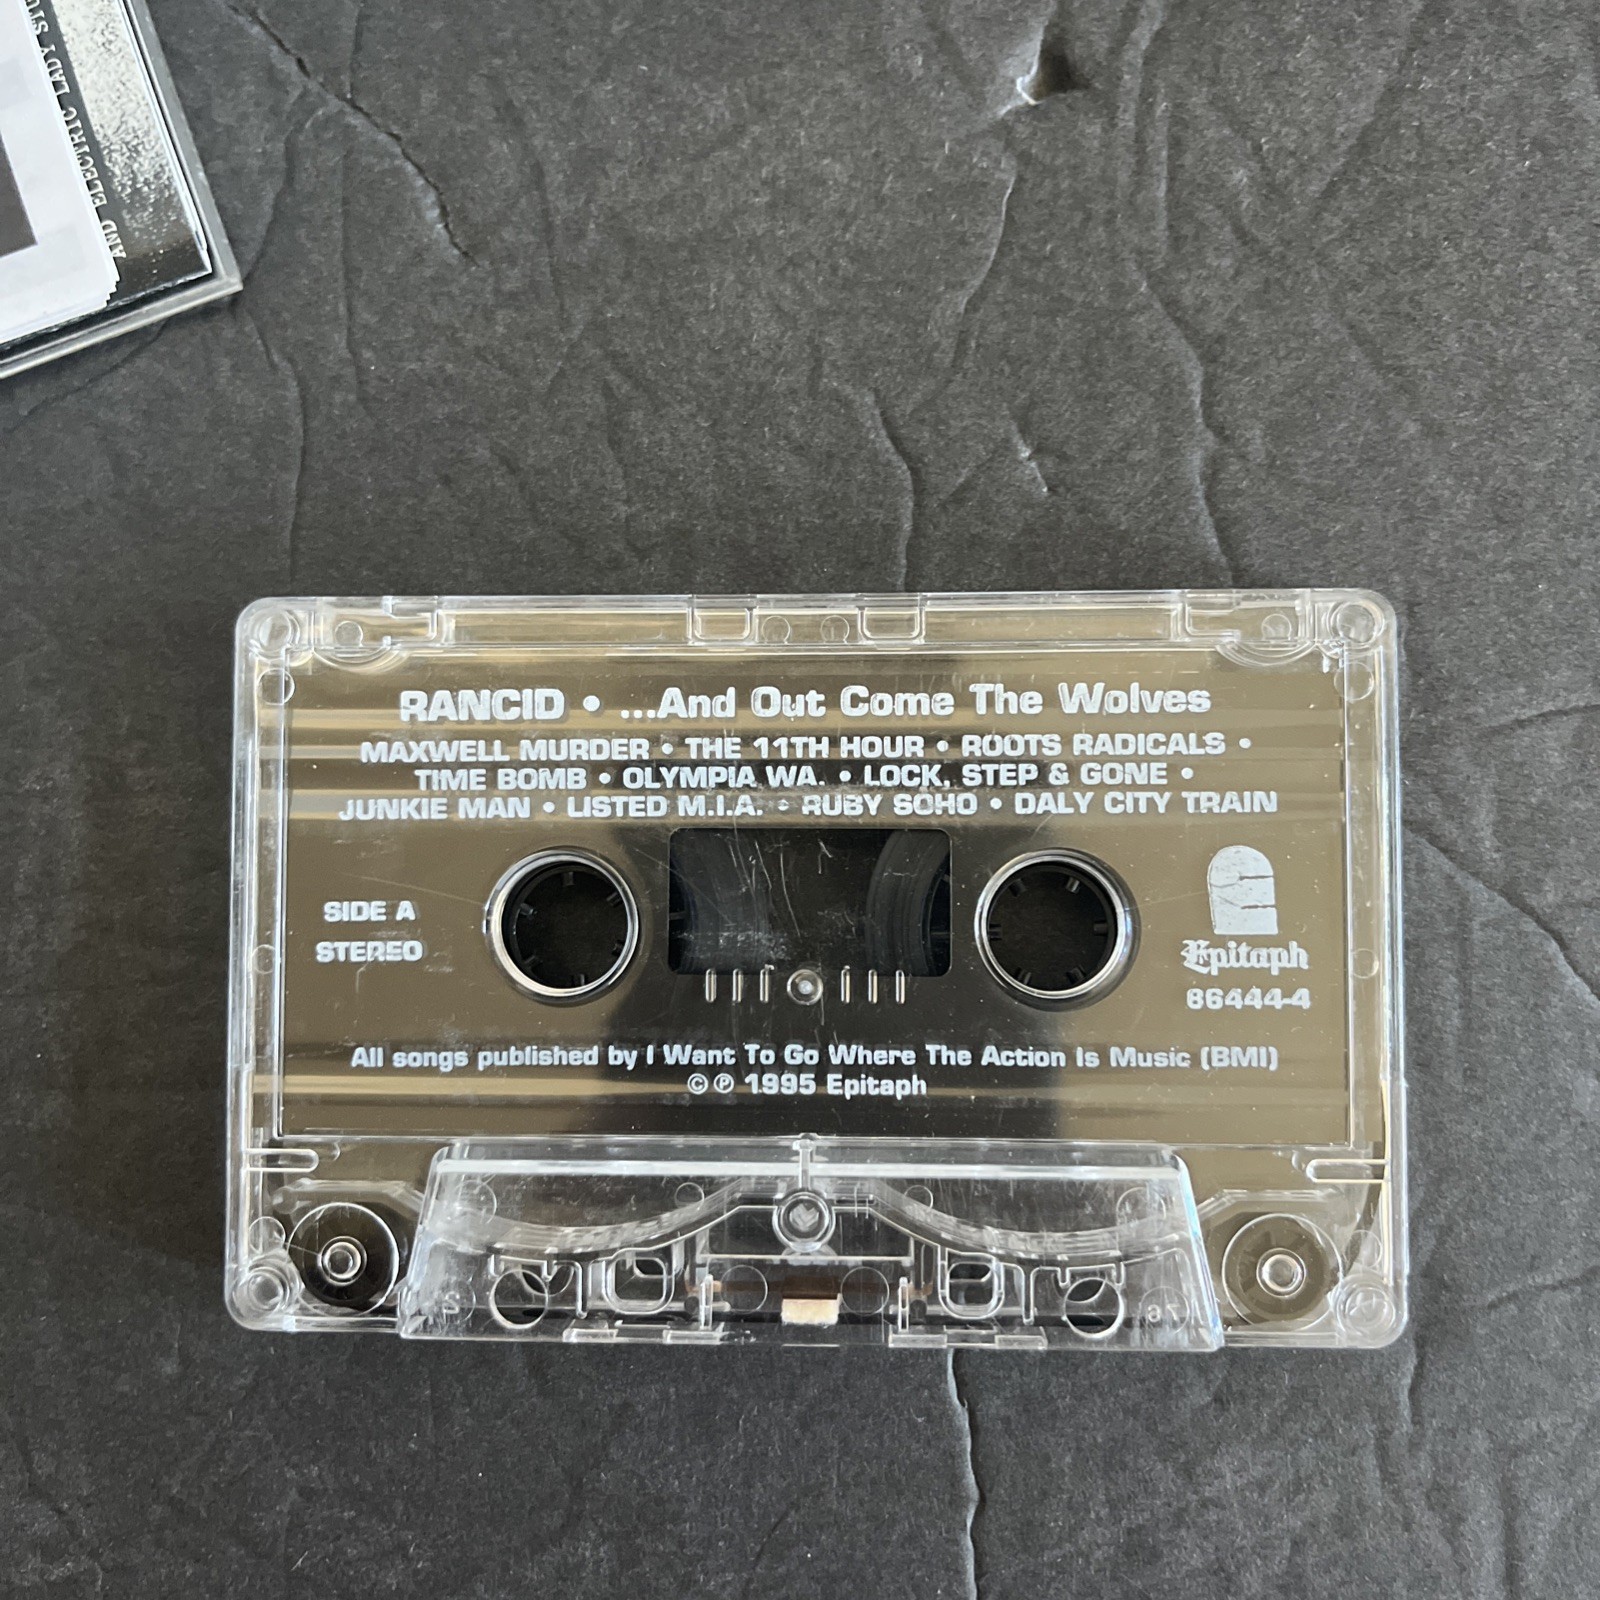 AND ELECTRIC LADY
RANCID • ...And Out Come The Wolves
MAXWELL MURDER • THE 11TH HOUR • ROOTS RADICALS •
TIME BOMB • OLYMPIA WA. • LOCK, STEP & GONE •
JUNKIE MAN • LISTED M.I.A. • RUBY SOHO • DALY CITY TRAIN
SIDE A
STEREO
Epitaph
86444-4
All songs published by I Want To Go Where The Action Is Music (BMI)
©℗ 1995 Epitaph